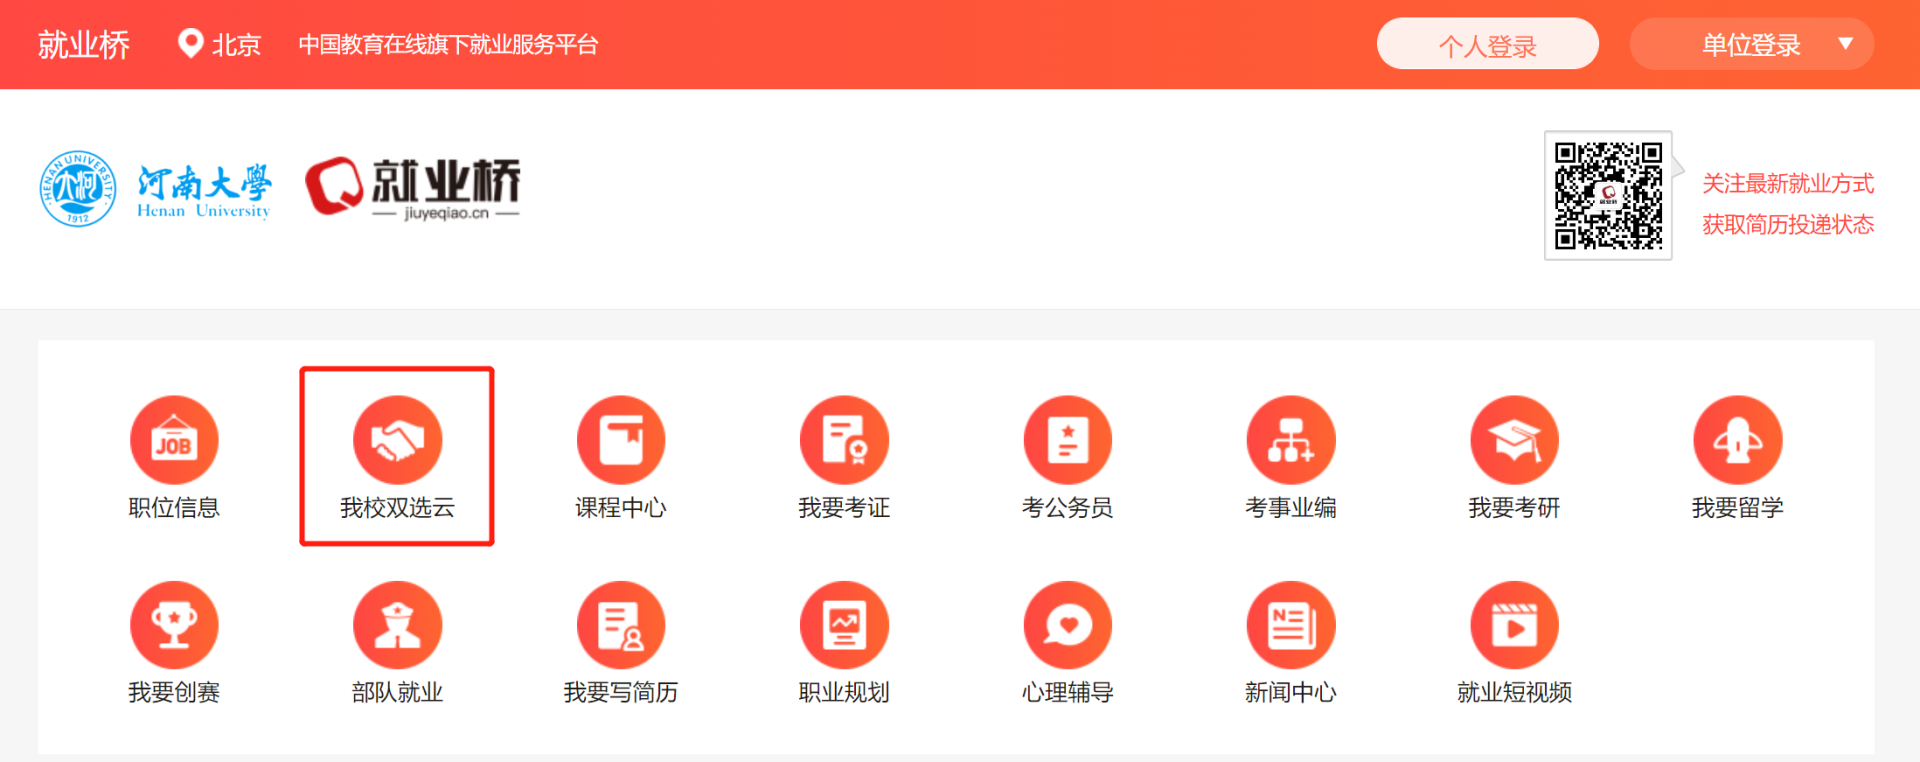 就业桥 北京 中国教育在线旗下就业服务平台 个人登录 单位登录
HENAN UNIVERSITY
1912
河南大學
Henan University
就业桥
jiuyeqiao.cn
关注最新就业方式
获取简历投递状态
JOB
职位信息 我校双选云 课程中心 我要考证 考公务员 考事业编 我要考研 我要留学
N
我要创赛 部队就业 我要写简历 职业规划 心理辅导 新闻中心 就业短视频